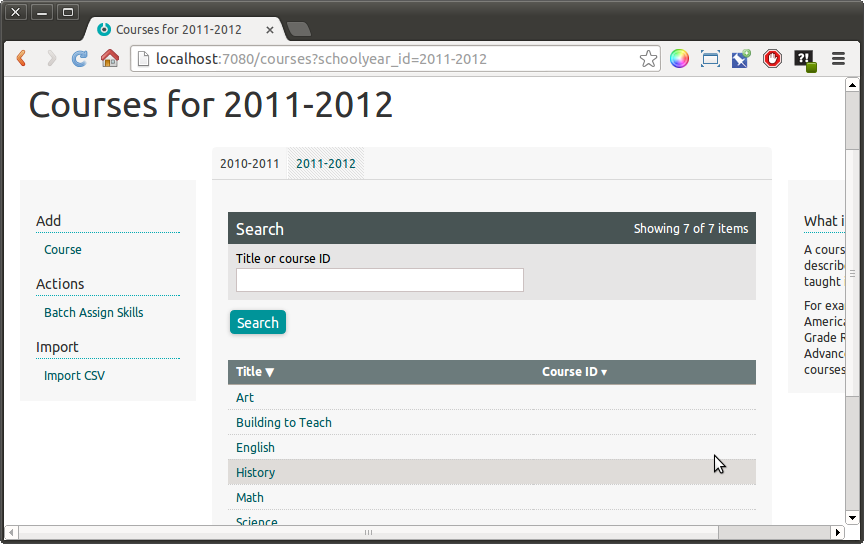 Courses for 2011-2012
localhost:7080/courses?schoolyear_id=2011-2012
?!
Courses for 2011-2012
2010-2011 2011-2012
Add
Course
Actions
Batch Assign Skills
Import
Import CSV
Search Showing 7 of 7 items
Title or course ID
Search
Title ▼ Course ID ▾
Art
Building to Teach
English
History
Math
Science
What i
A cours
describe
taught
For exa
America
Grade R
Advanc
courses